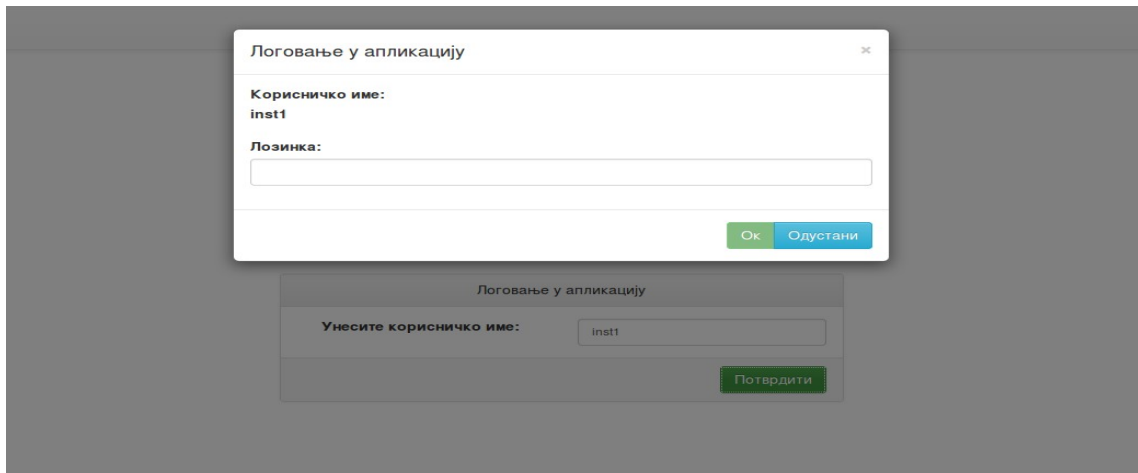 Логовање у апликацију ×
Корисничко име:
inst1
Лозинка:
Ок Одустани
Логовање у апликацију
Унесите корисничко име: inst1
Потврдити